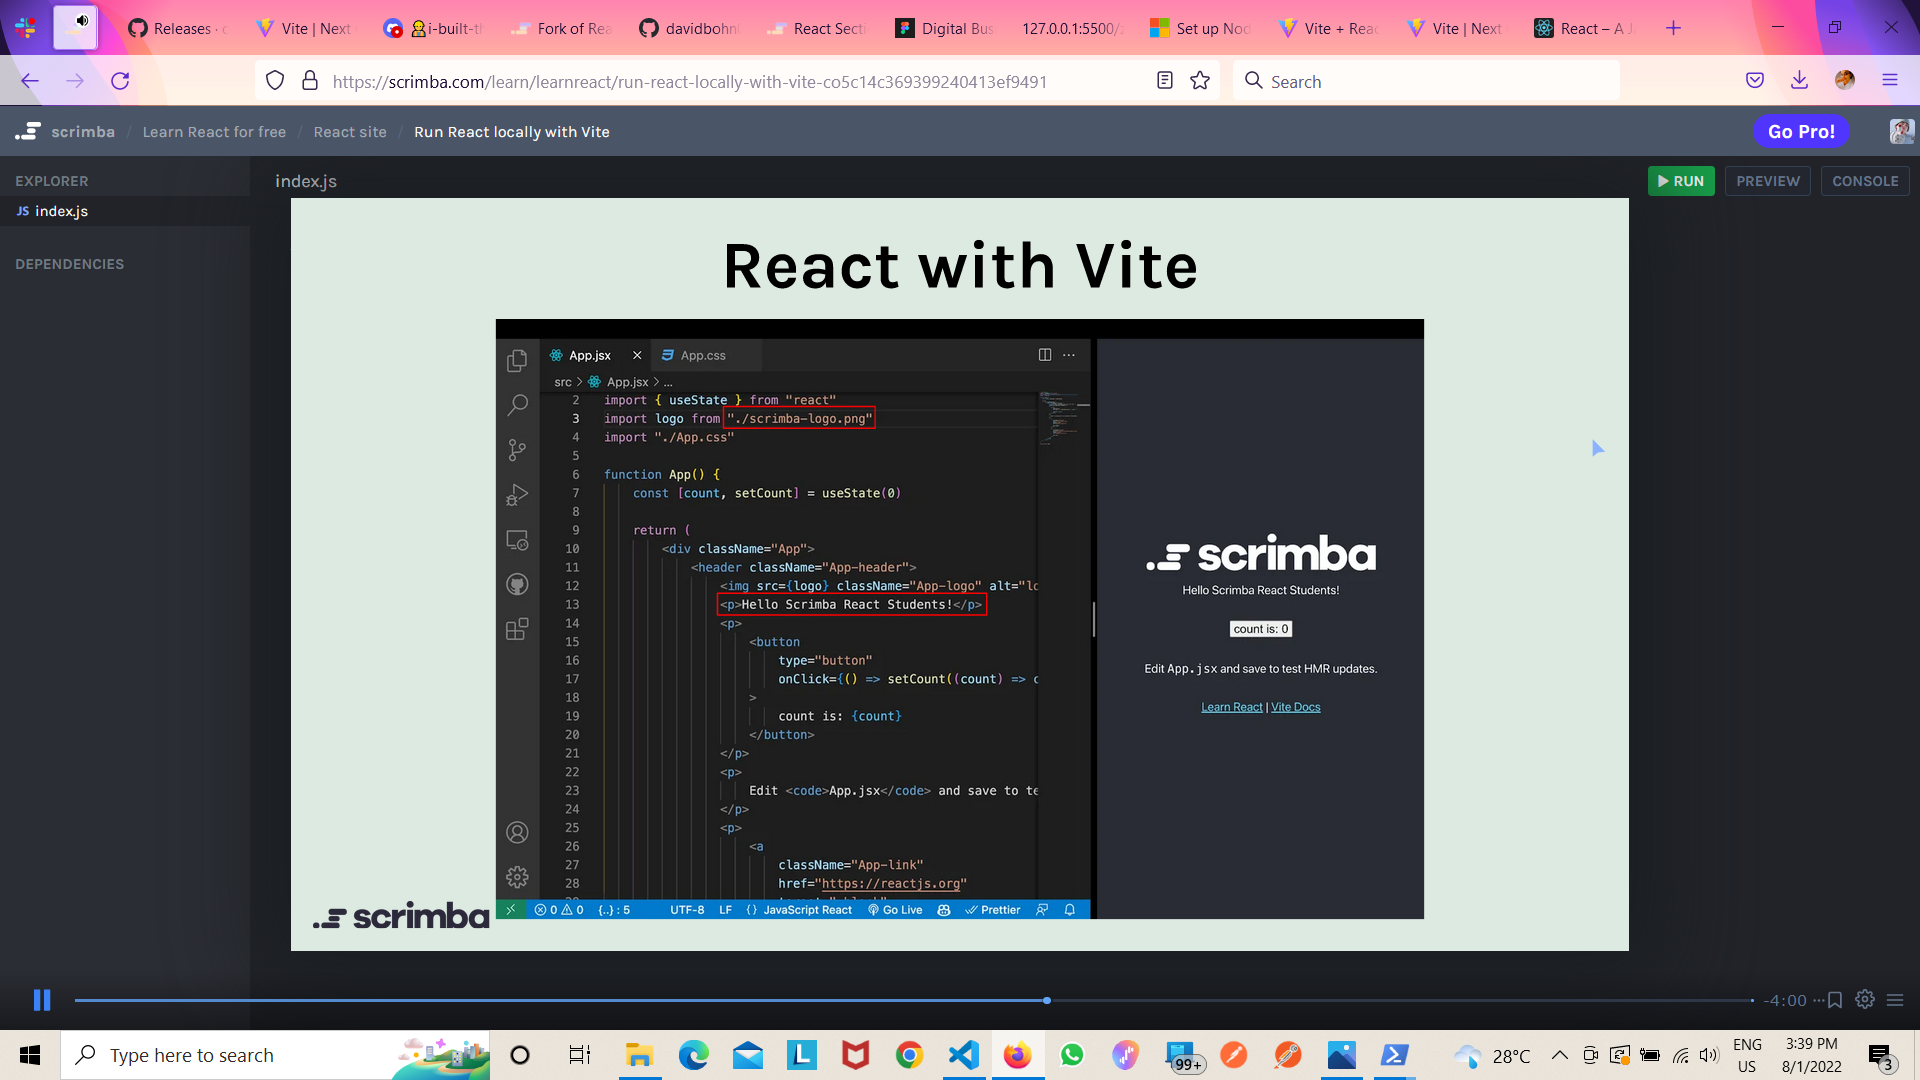 Releases · c
Vite | Next
i-built-th
Fork of Rea
davidbohnl
React Secti
Digital Bus
127.0.0.1:5500/
Set up Nod
Vite + Reac
Vite | Next
React – A Ja
https://scrimba.com/learn/learnreact/run-react-locally-with-vite-co5c14c369399240413ef9491
Search
scrimba / Learn React for free / React site / Run React locally with Vite
Go Pro!
EXPLORER
JS index.js
DEPENDENCIES
index.js
RUN
PREVIEW
CONSOLE
React with Vite
App.jsx
App.css
src > App.jsx > ...
2 import { useState } from "react"
3 import logo from "./scrimba-logo.png"
4 import "./App.css"
5
6 function App() {
7 const [count, setCount] = useState(0)
8
9 return (
10 <div className="App">
11 <header className="App-header">
12 <img src={logo} className="App-logo" alt="lo
13 <p>Hello Scrimba React Students!</p>
14 <p>
15 <button
16 type="button"
17 onClick={() => setCount((count) => c
18 >
19 count is: {count}
20 </button>
21 </p>
22 <p>
23 Edit <code>App.jsx</code> and save to te
24 </p>
25 <p>
26 <a
27 className="App-link"
28 href="https://reactjs.org"
0 0 {..} : 5 UTF-8 LF {} JavaScript React Go Live Prettier
scrimba
Hello Scrimba React Students!
count is: 0
Edit App.jsx and save to test HMR updates.
Learn React | Vite Docs
scrimba
-4:00
Type here to search
L
99+
28°C
ENG
US
3:39 PM
8/1/2022
3